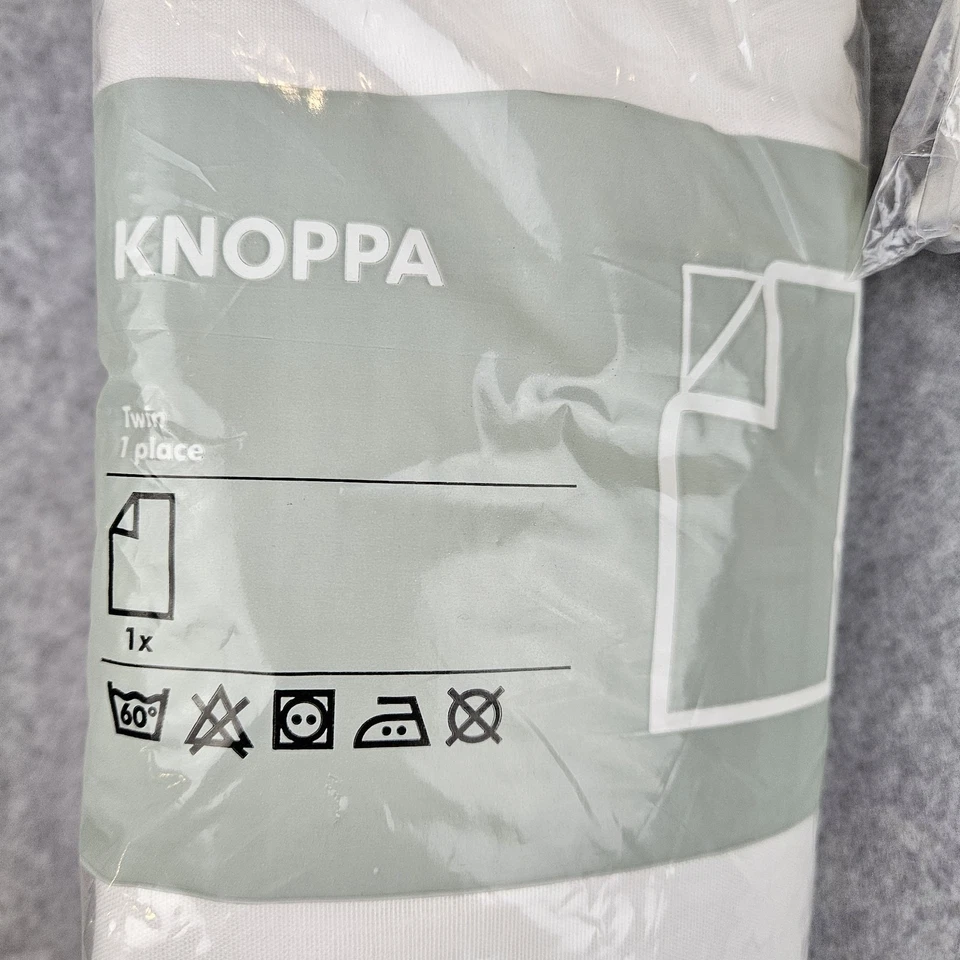 KNOPPA
Twin
1 place
1x
60°